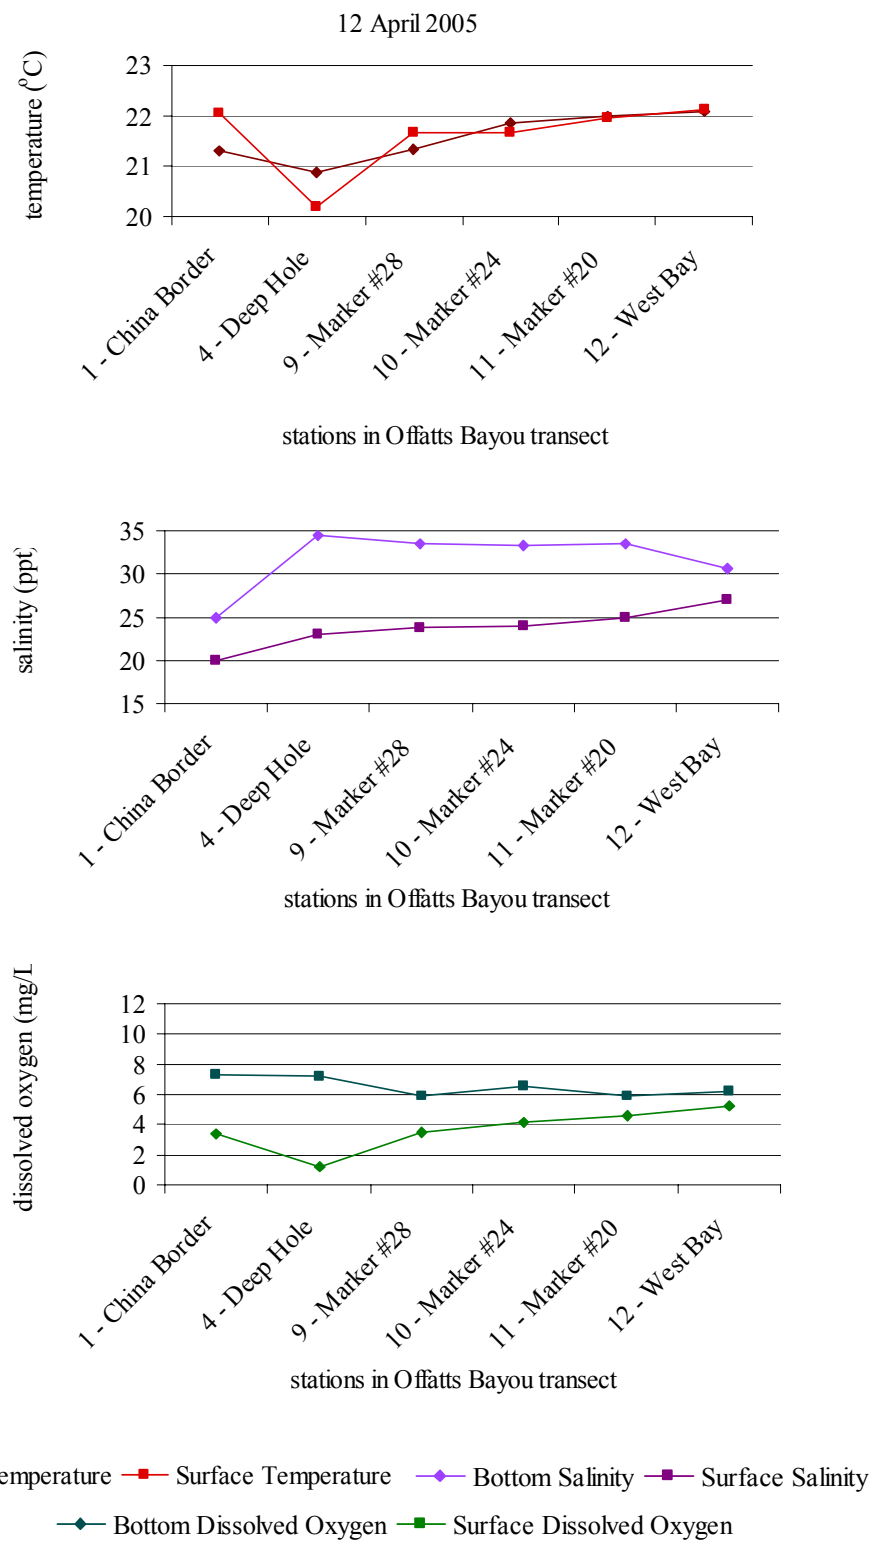 12 April 2005
temperature (°C)
23
22
21
20
1 - China Border
4 - Deep Hole
9 - Marker #28
10 - Marker #24
11 - Marker #20
12 - West Bay
stations in Offatts Bayou transect
salinity (ppt)
35
30
25
20
15
1 - China Border
4 - Deep Hole
9 - Marker #28
10 - Marker #24
11 - Marker #20
12 - West Bay
stations in Offatts Bayou transect
dissolved oxygen (mg/L
12
10
8
6
4
2
0
1 - China Border
4 - Deep Hole
9 - Marker #28
10 - Marker #24
11 - Marker #20
12 - West Bay
stations in Offatts Bayou transect
emperature Surface Temperature Bottom Salinity Surface Salinity
Bottom Dissolved Oxygen Surface Dissolved Oxygen